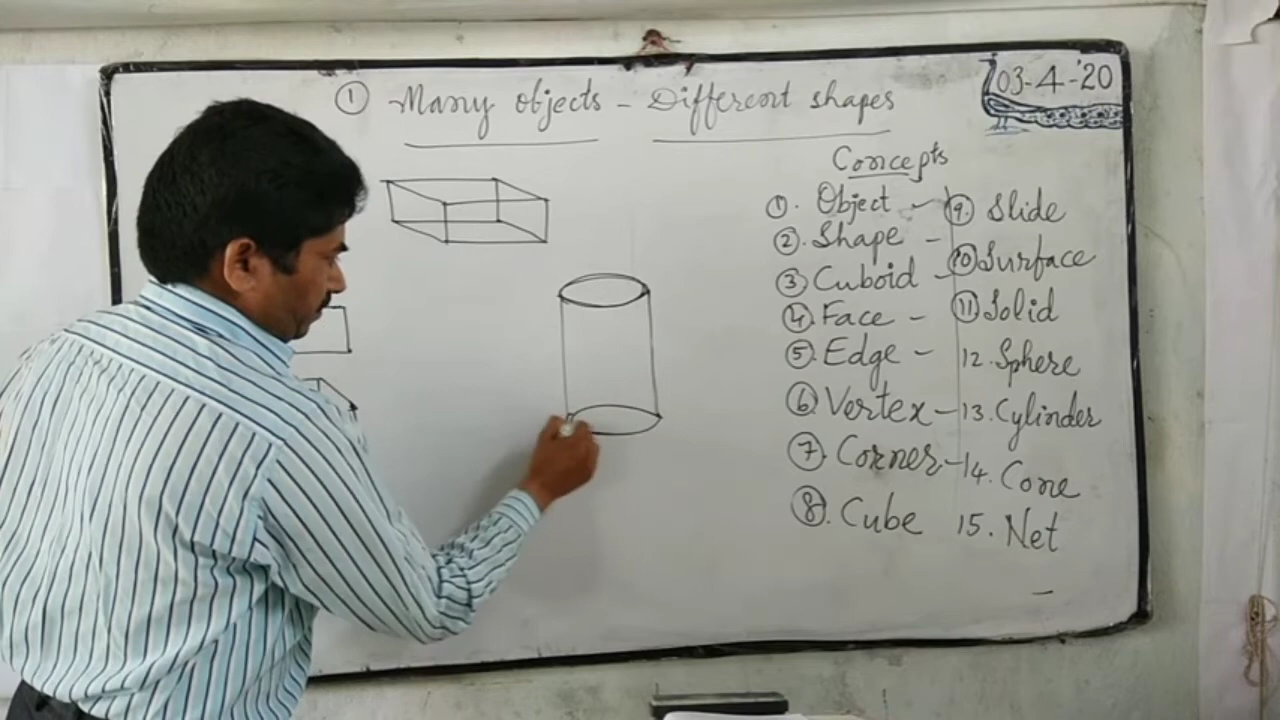 ① Many objects - Different shapes
03-4-'20
Concepts
①. Object -
②. Shape -
③ Cuboid -
④. Face -
⑤. Edge -
⑥. Vertex -
⑦. Corner -
⑧. Cube
⑨. Slide
⑩ Surface
⑪ Solid
12. Sphere
13. Cylinder
14. Cone
15. Net
-